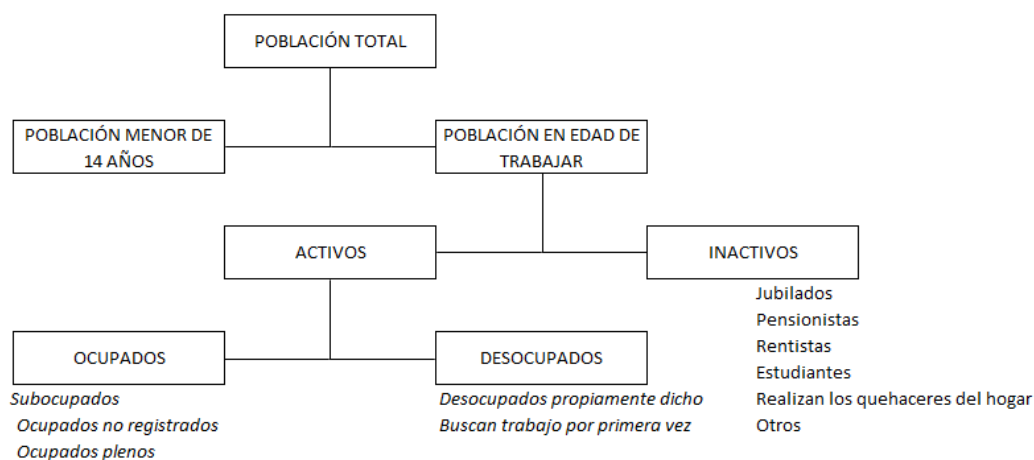 POBLACIÓN TOTAL
POBLACIÓN MENOR DE
14 AÑOS
POBLACIÓN EN EDAD DE
TRABAJAR
ACTIVOS
INACTIVOS
Jubilados
Pensionistas
Rentistas
Estudiantes
Realizan los quehaceres del hogar
Otros
OCUPADOS
Subocupados
Ocupados no registrados
Ocupados plenos
DESOCUPADOS
Desocupados propiamente dicho
Buscan trabajo por primera vez